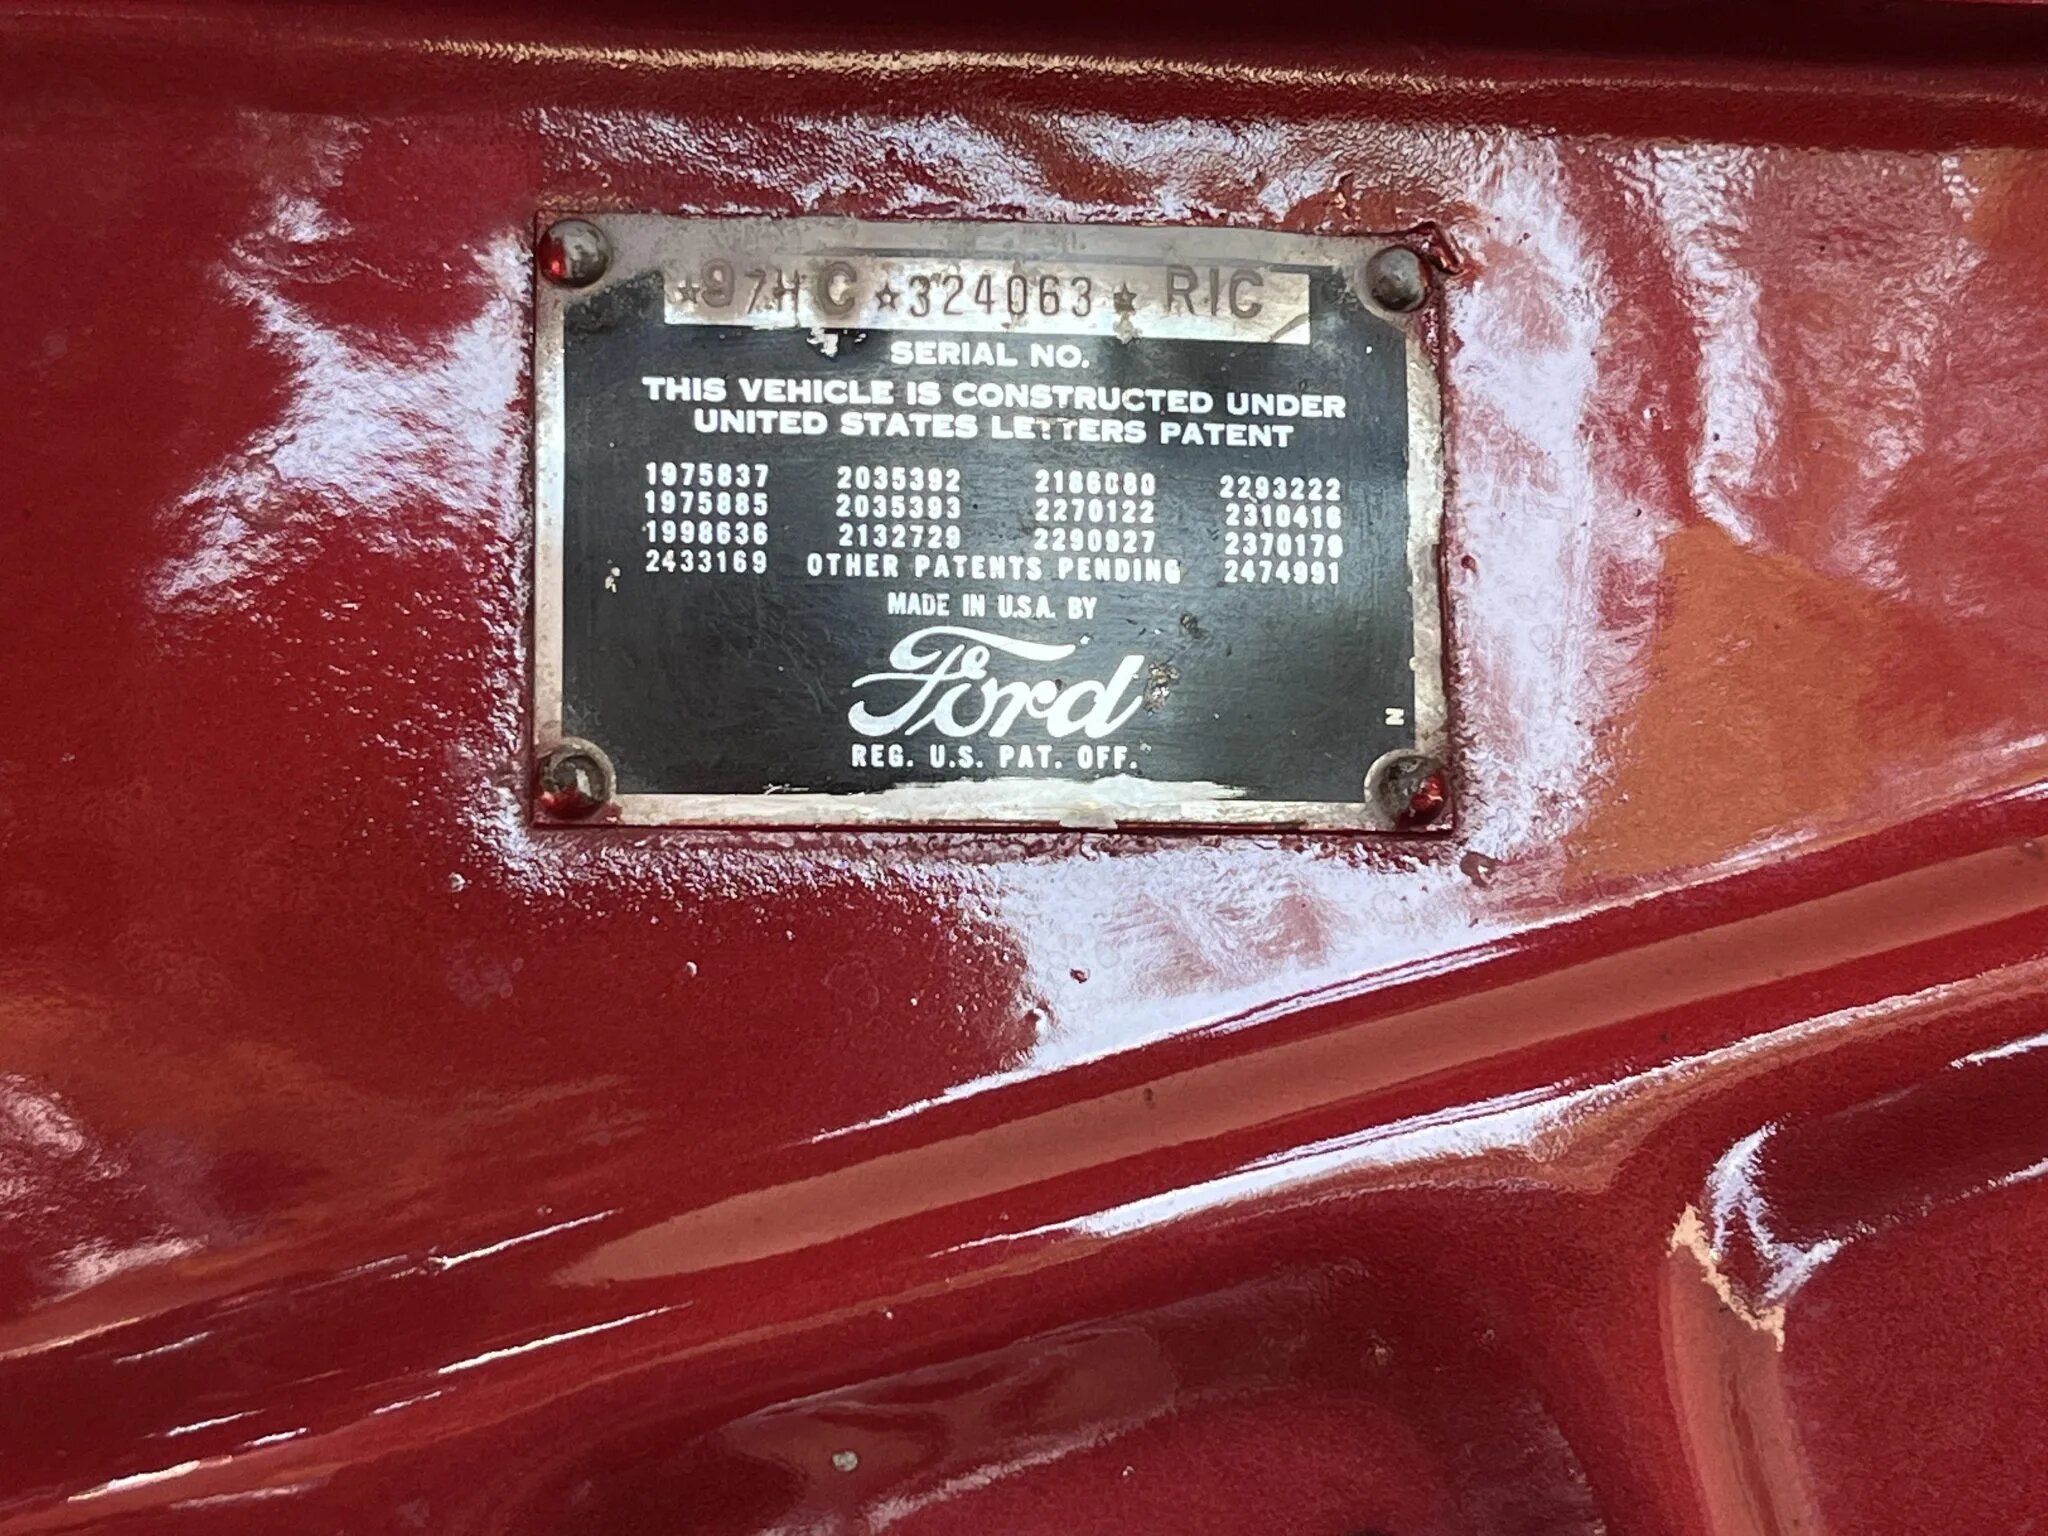 ★97HC★324063★ RIC
SERIAL NO.
THIS VEHICLE IS CONSTRUCTED UNDER
UNITED STATES LETTERS PATENT
1975837 2035392 2186080 2293222
1975885 2035393 2270122 2310416
1998636 2132729 2290927 2370178
2433169 OTHER PATENTS PENDING 2474991
MADE IN U.S.A. BY
Ford
REG. U.S. PAT. OFF.
N